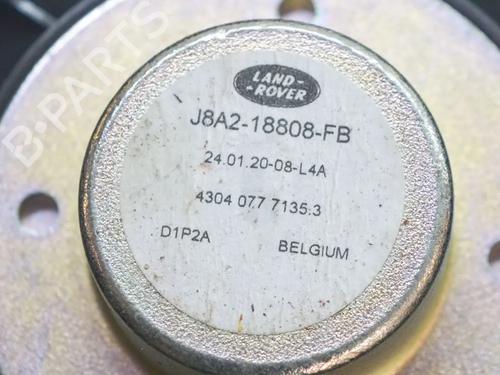 B-PARTS
LAND-
-ROVER
J8A2-18808-FB
24.01.20-08-L4A
4304 077 7135.3
D1P2A BELGIUM